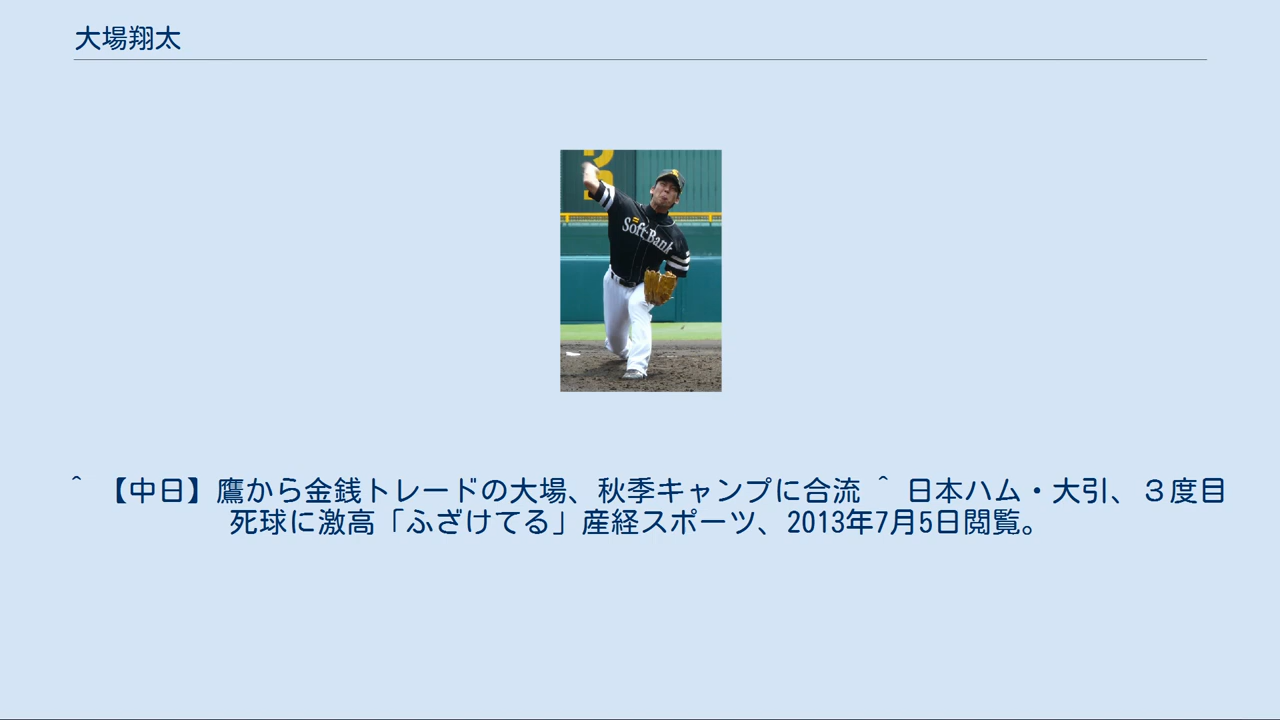 大場翔太
SoftBank
＾ 【中日】鷹から金銭トレードの大場、秋季キャンプに合流 ＾ 日本ハム・大引、３度目
死球に激高「ふざけてる」産経スポーツ、2013年7月5日閲覧。